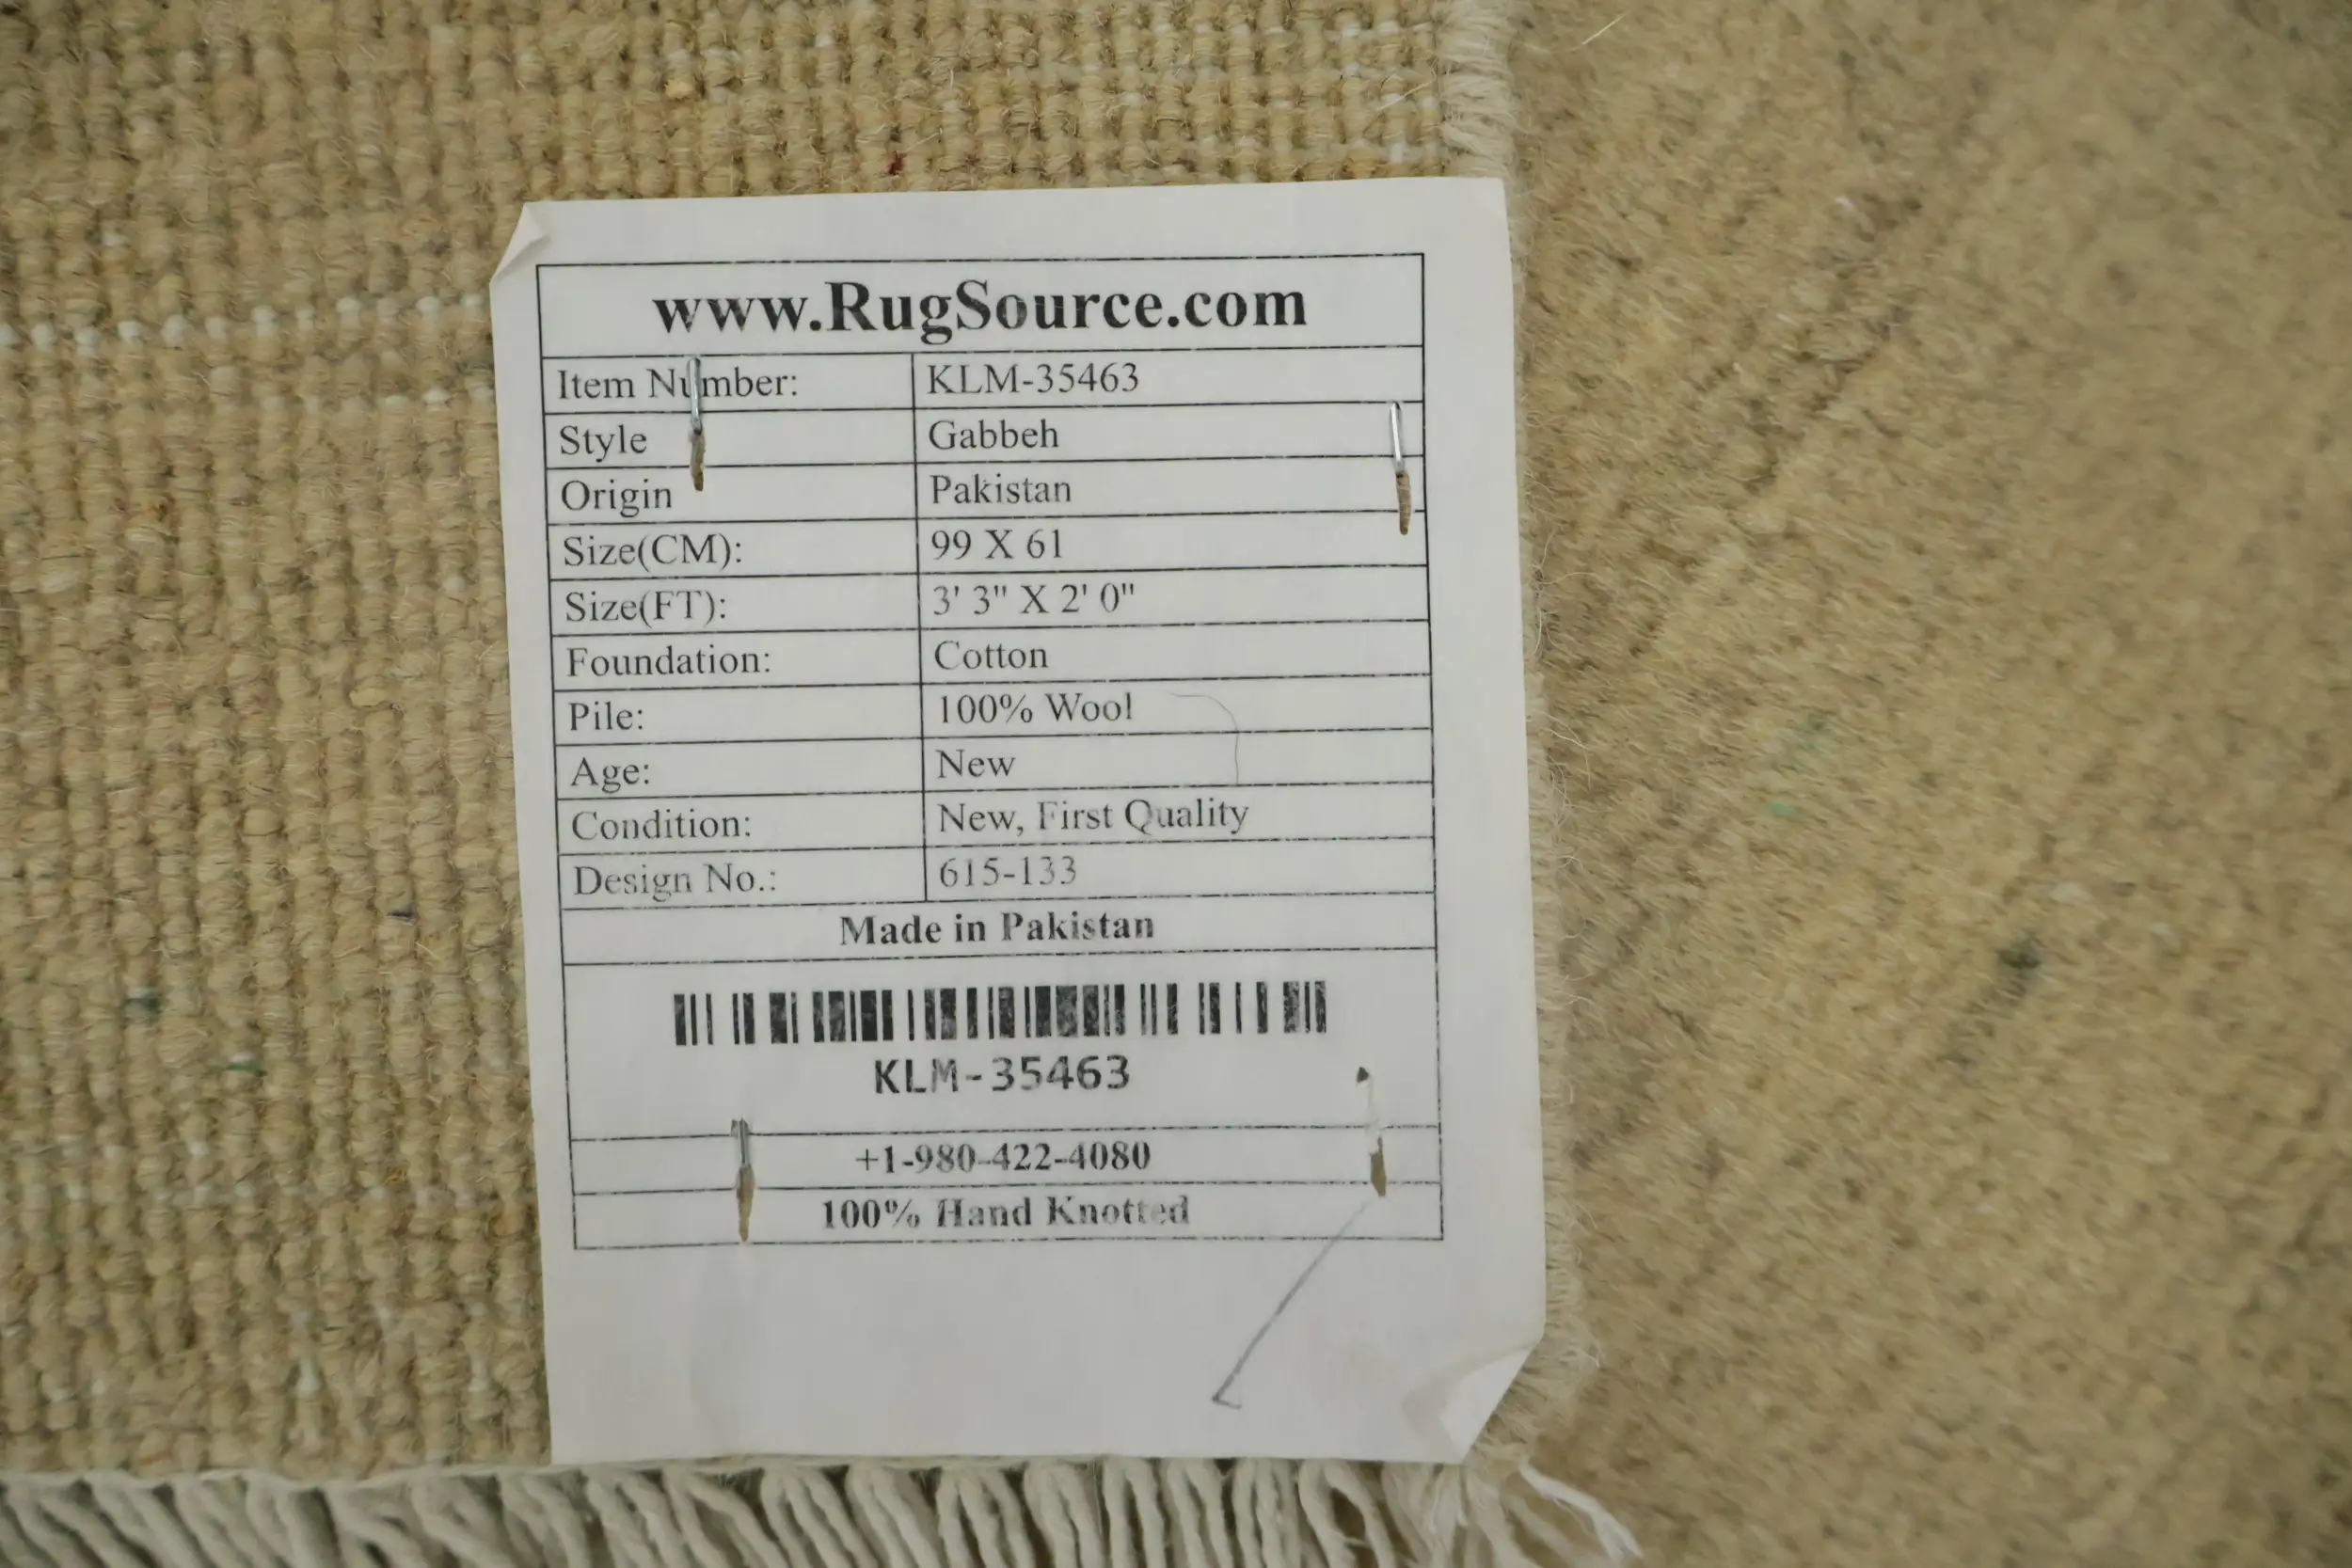 www.RugSource.com
Item Number: KLM-35463
Style Gabbeh
Origin Pakistan
Size(CM): 99 X 61
Size(FT): 3' 3" X 2' 0"
Foundation: Cotton
Pile: 100% Wool
Age: New
Condition: New, First Quality
Design No.: 615-133
Made in Pakistan
KLM-35463
+1-980-422-4080
100% Hand Knotted